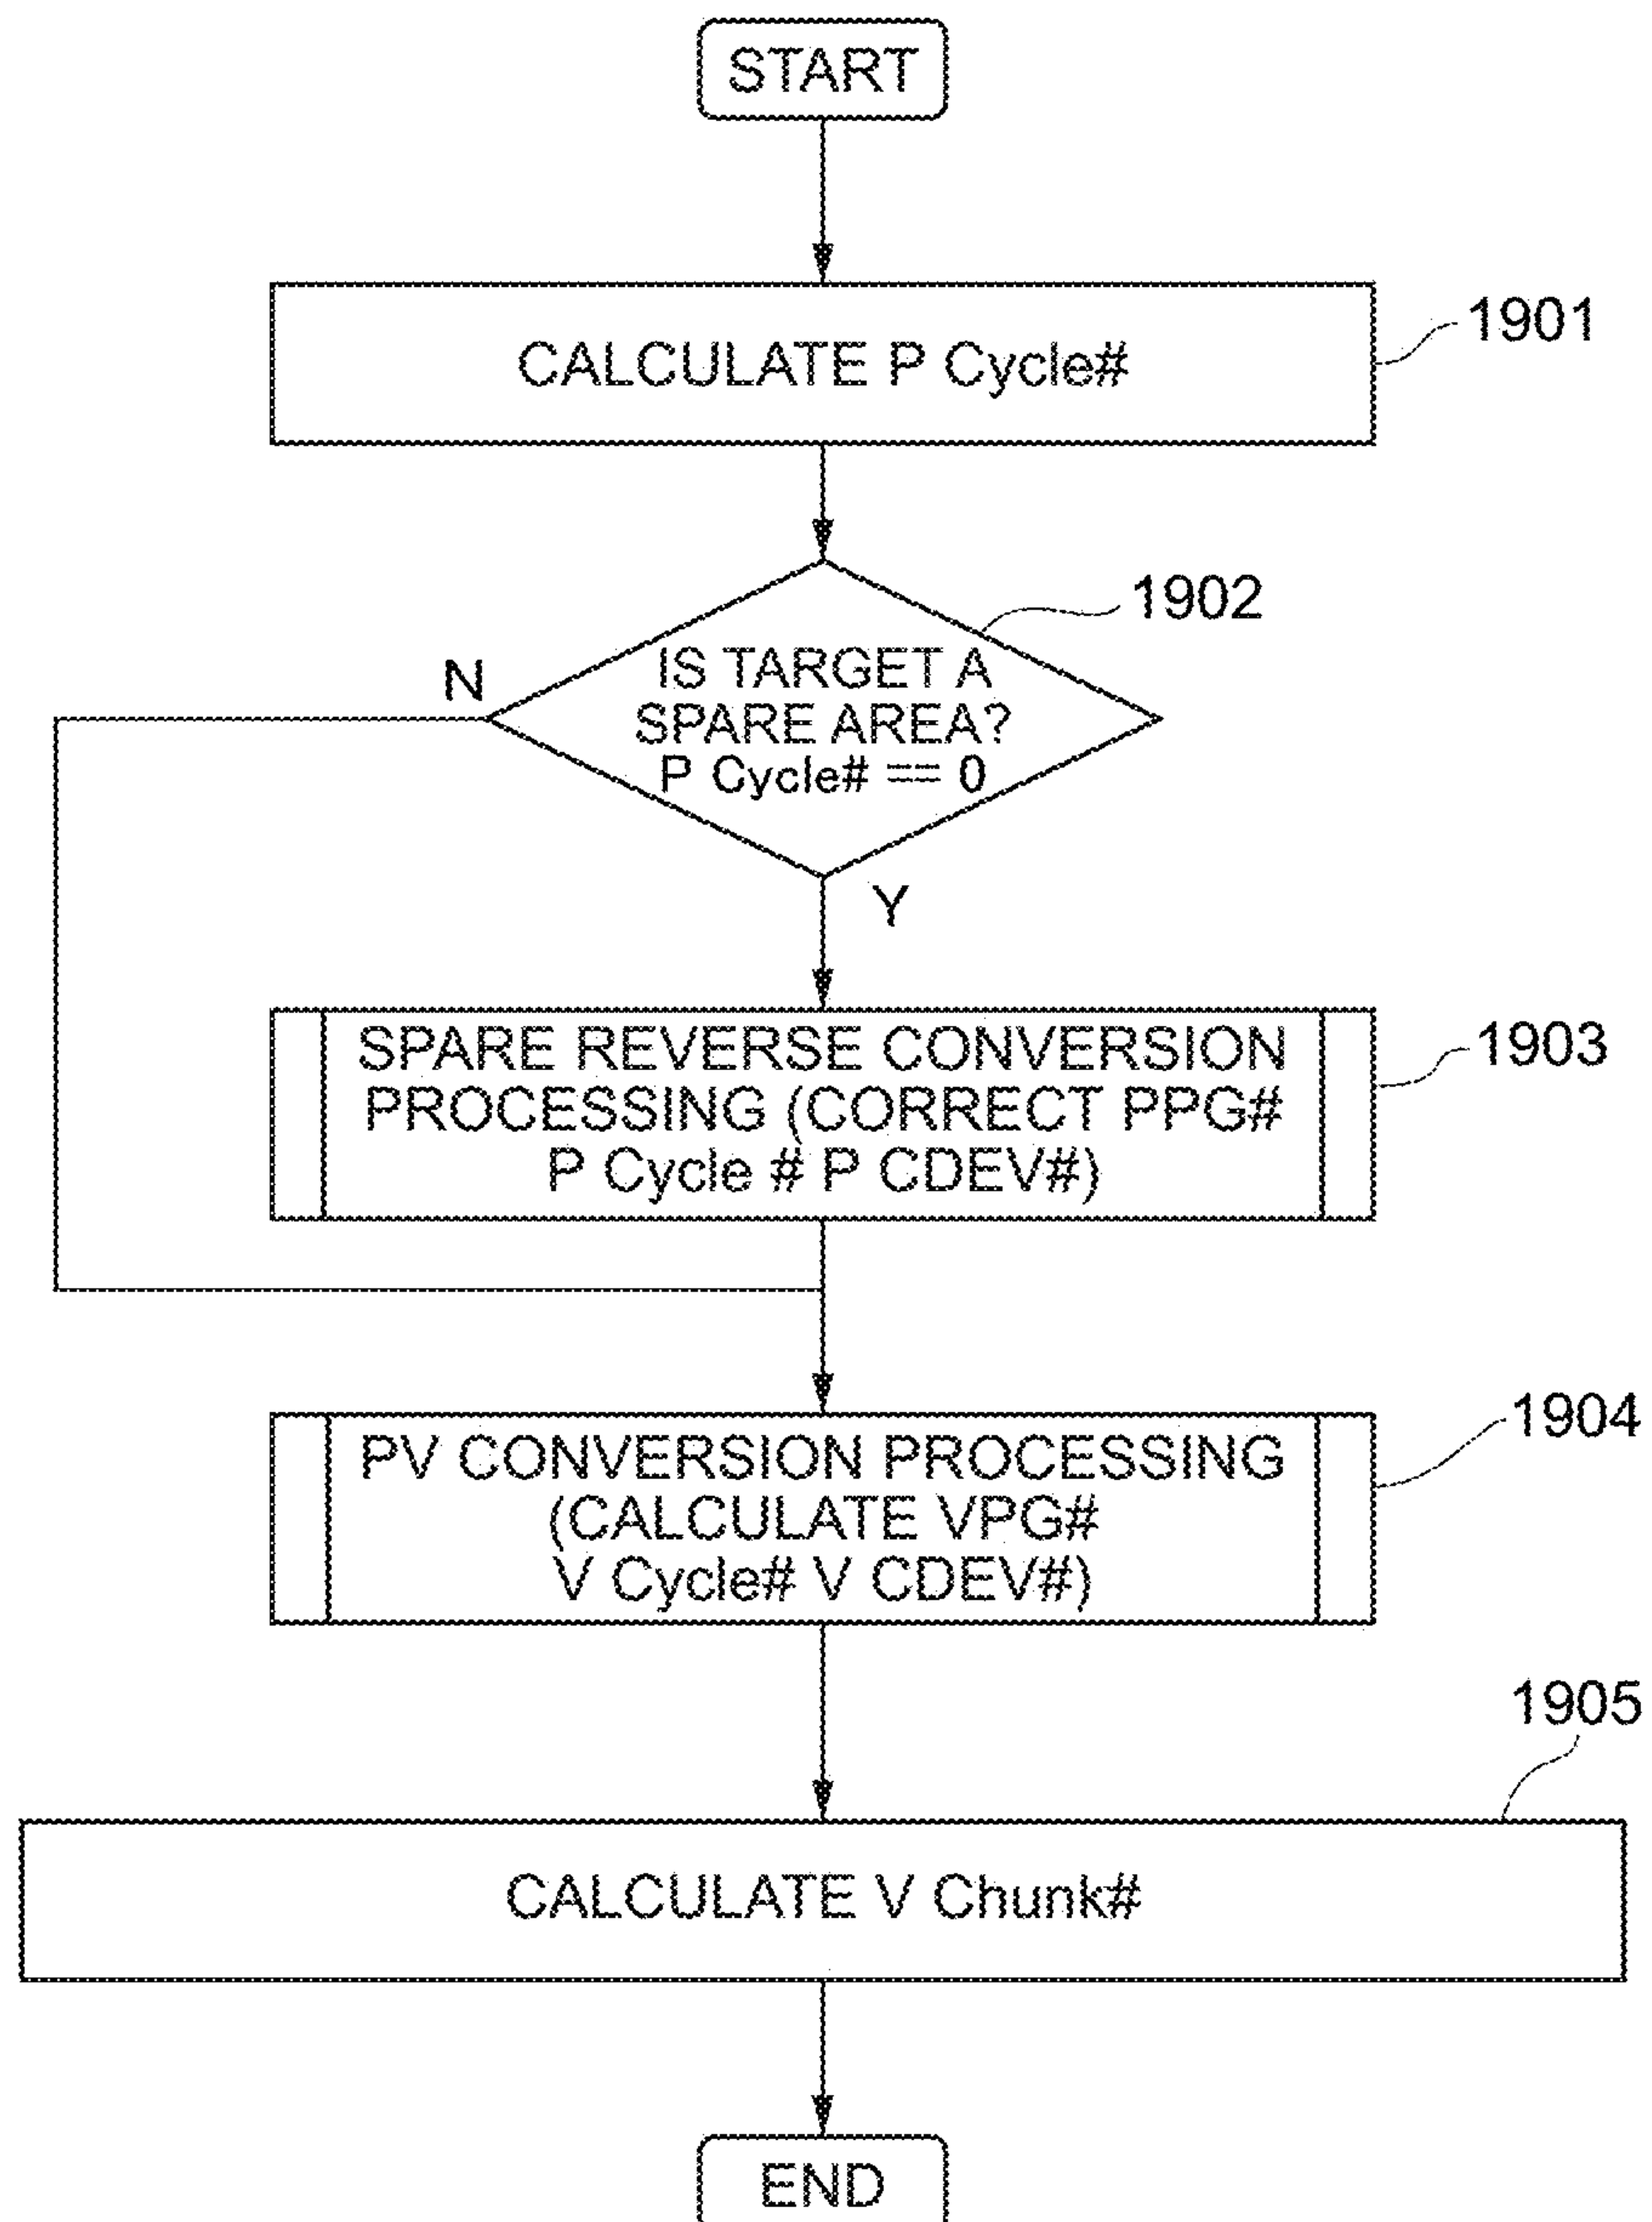 START
CALCULATE P Cycle#
1901
1902
N
IS TARGET A
SPARE AREA?
P Cycle# == 0
Y
SPARE REVERSE CONVERSION
PROCESSING (CORRECT PPG#
P Cycle # P CDEV#)
1903
PV CONVERSION PROCESSING
(CALCULATE VPG#
V Cycle# V CDEV#)
1904
1905
CALCULATE V Chunk#
END